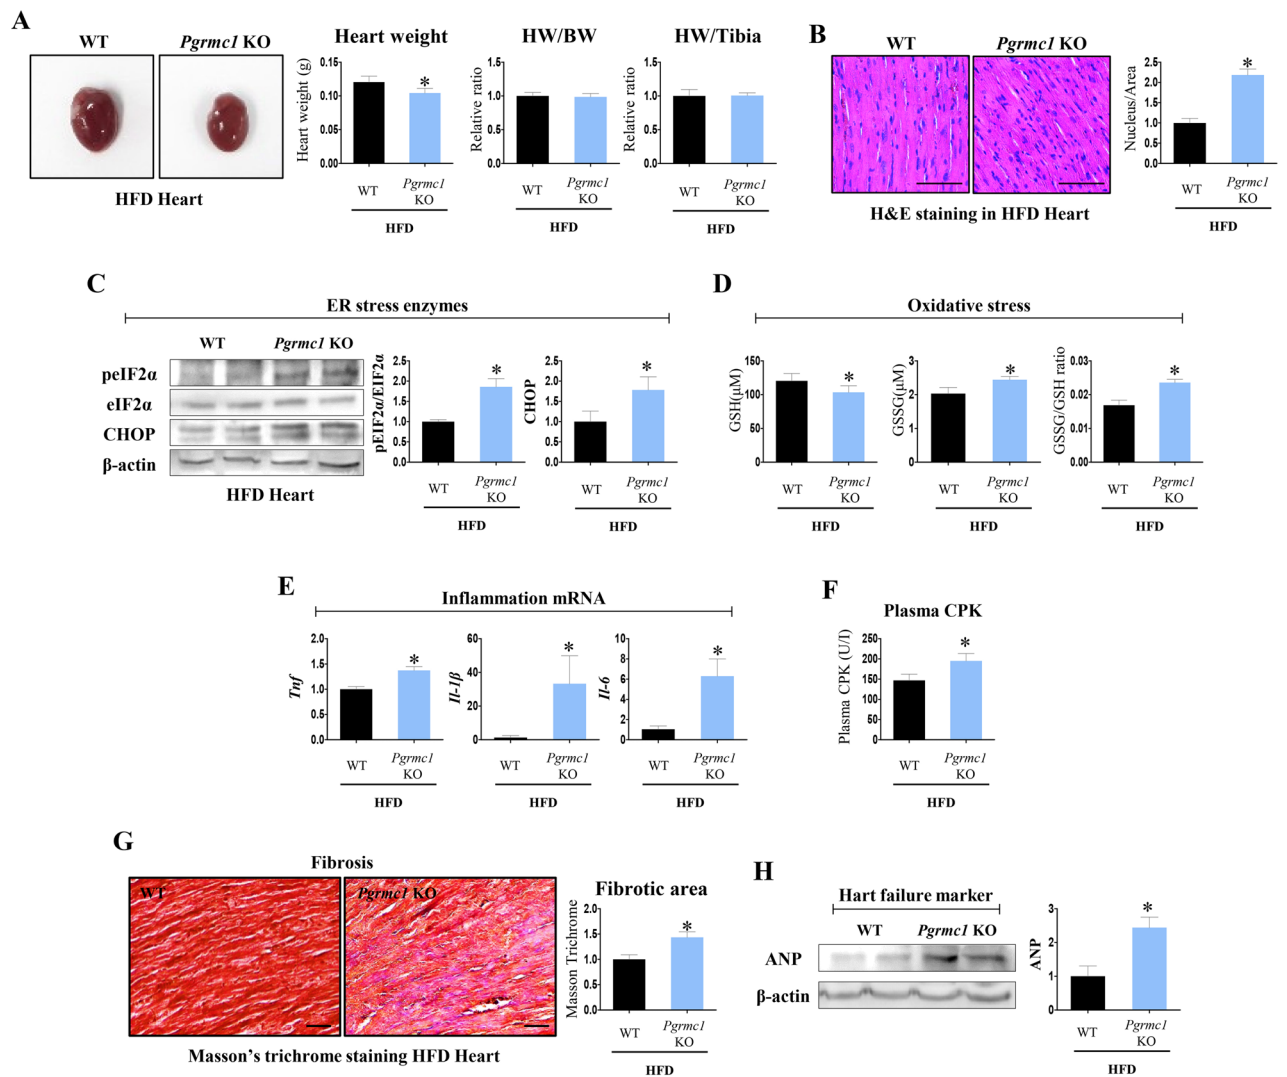 A
WT
Pgrmc1 KO
HFD Heart
Heart weight
Heart weight (g)
0.15
0.10
0.05
0.00
*
WT
Pgrmc1
KO
HFD
HW/BW
Relative ratio
1.5
1.0
0.5
0.0
WT
Pgrmc1
KO
HFD
HW/Tibia
Relative ratio
1.5
1.0
0.5
0.0
WT
Pgrmc1
KO
HFD
B
WT
Pgrmc1 KO
H&E staining in HFD Heart
Nucleus/Area
2.5
2.0
1.5
1.0
0.5
0.0
*
WT
Pgrmc1
KO
HFD
C
ER stress enzymes
WT
Pgrmc1 KO
peIF2α
eIF2α
CHOP
β-actin
HFD Heart
pEIF2α/EIF2α
2.5
2.0
1.5
1.0
0.5
0.0
*
WT
Pgrmc1
KO
HFD
CHOP
2.5
2.0
1.5
1.0
0.5
0.0
*
WT
Pgrmc1
KO
HFD
D
Oxidative stress
GSH(μM)
150
100
50
0
*
WT
Pgrmc1
KO
HFD
GSSG(μM)
3
2
1
0
*
WT
Pgrmc1
KO
HFD
GSSG/GSH ratio
0.03
0.02
0.01
0.00
*
WT
Pgrmc1
KO
HFD
E
Inflammation mRNA
Tnf
2.0
1.5
1.0
0.5
0.0
*
WT
Pgrmc1
KO
HFD
Il-1β
60
40
20
0
*
WT
Pgrmc1
KO
HFD
Il-6
10
8
6
4
2
0
*
WT
Pgrmc1
KO
HFD
F
Plasma CPK
Plasma CPK (U/I)
250
200
150
100
50
0
*
WT
Pgrmc1
KO
HFD
G
Fibrosis
WT
Pgrmc1 KO
Masson's trichrome staining HFD Heart
Fibrotic area
Masson Trichrome
2.0
1.5
1.0
0.5
0.0
*
WT
Pgrmc1
KO
HFD
H
Hart failure marker
WT
Pgrmc1 KO
ANP
β-actin
ANP
3
2
1
0
*
WT
Pgrmc1
KO
HFD